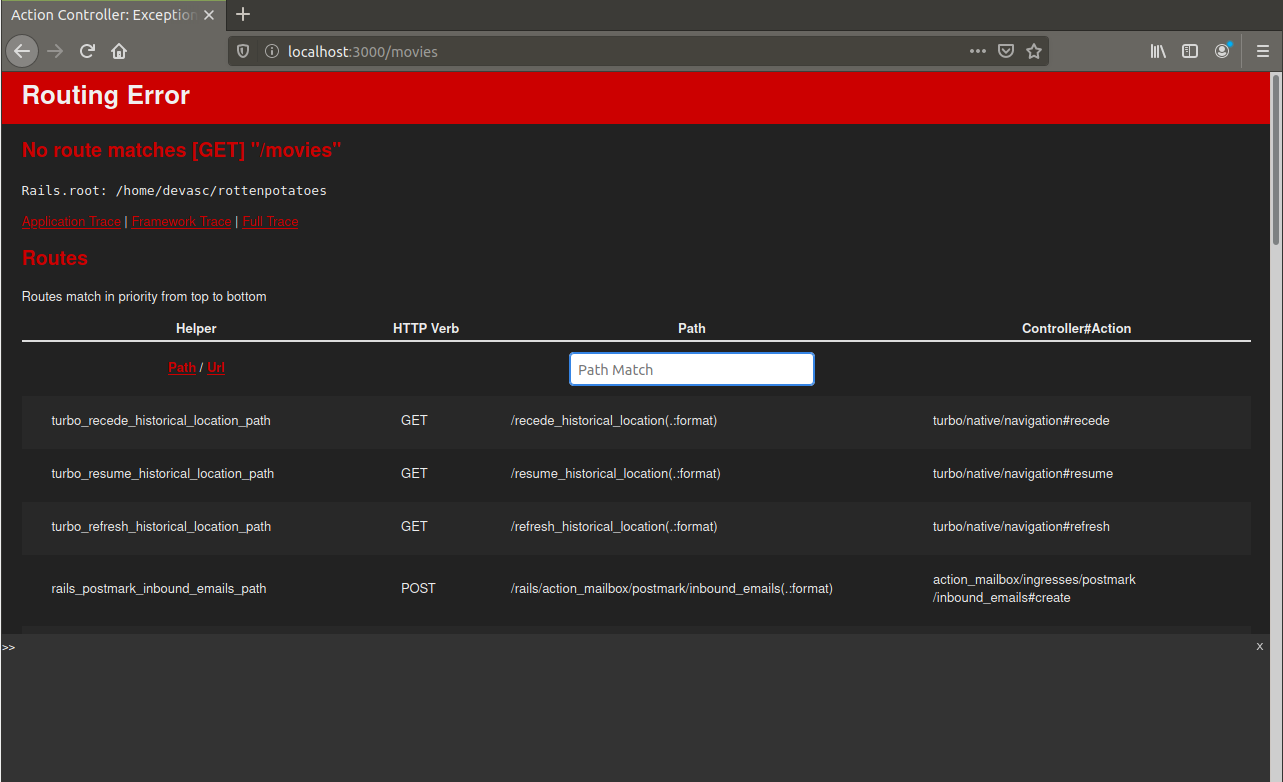 Action Controller: Exception
localhost:3000/movies
Routing Error
No route matches [GET] "/movies"
Rails.root: /home/devasc/rottenpotatoes
Application Trace | Framework Trace | Full Trace
Routes
Routes match in priority from top to bottom
Helper HTTP Verb Path Controller#Action
Path / Url Path Match
turbo_recede_historical_location_path GET /recede_historical_location(.:format) turbo/native/navigation#recede
turbo_resume_historical_location_path GET /resume_historical_location(.:format) turbo/native/navigation#resume
turbo_refresh_historical_location_path GET /refresh_historical_location(.:format) turbo/native/navigation#refresh
rails_postmark_inbound_emails_path POST /rails/action_mailbox/postmark/inbound_emails(.:format) action_mailbox/ingresses/postmark
/inbound_emails#create
>> x